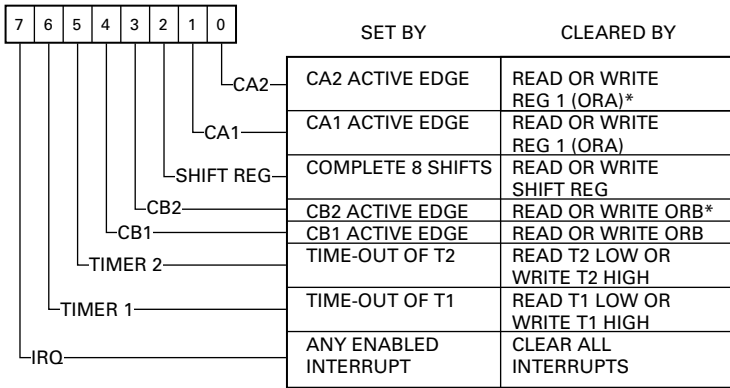 7 6 5 4 3 2 1 0
SET BY CLEARED BY
CA2 CA2 ACTIVE EDGE READ OR WRITE
REG 1 (ORA)*
CA1 CA1 ACTIVE EDGE READ OR WRITE
REG 1 (ORA)
SHIFT REG COMPLETE 8 SHIFTS READ OR WRITE
SHIFT REG
CB2 CB2 ACTIVE EDGE READ OR WRITE ORB*
CB1 CB1 ACTIVE EDGE READ OR WRITE ORB
TIMER 2 TIME-OUT OF T2 READ T2 LOW OR
WRITE T2 HIGH
TIMER 1 TIME-OUT OF T1 READ T1 LOW OR
WRITE T1 HIGH
IRQ ANY ENABLED CLEAR ALL
INTERRUPT INTERRUPTS